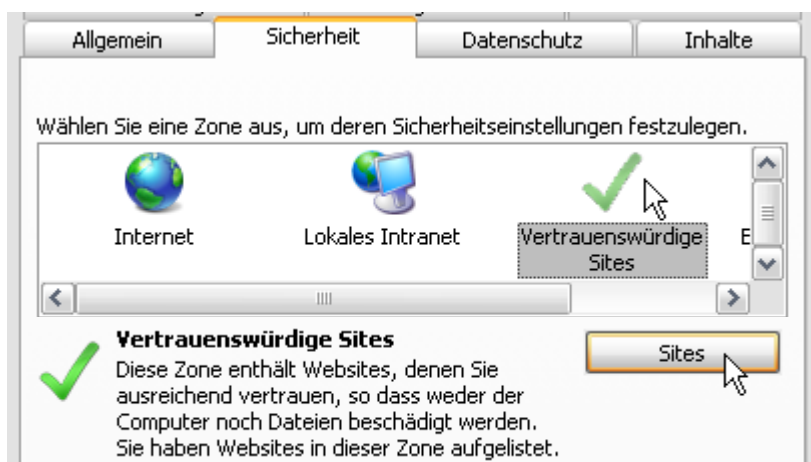 Allgemein Sicherheit Datenschutz Inhalte
Wählen Sie eine Zone aus, um deren Sicherheitseinstellungen festzulegen.
Internet Lokales Intranet Vertrauenswürdige
Sites
Vertrauenswürdige Sites
Sites
Diese Zone enthält Websites, denen Sie
ausreichend vertrauen, so dass weder der
Computer noch Dateien beschädigt werden.
Sie haben Websites in dieser Zone aufgelistet.